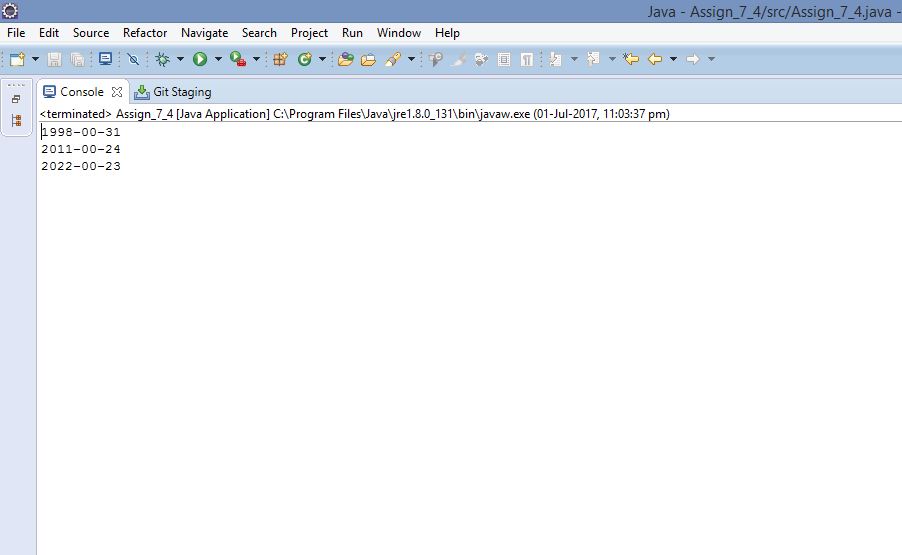 Java - Assign_7_4/src/Assign_7_4.java -
File Edit Source Refactor Navigate Search Project Run Window Help
Console Git Staging
<terminated> Assign_7_4 [Java Application] C:\Program Files\Java\jre1.8.0_131\bin\javaw.exe (01-Jul-2017, 11:03:37 pm)
1998-00-31
2011-00-24
2022-00-23